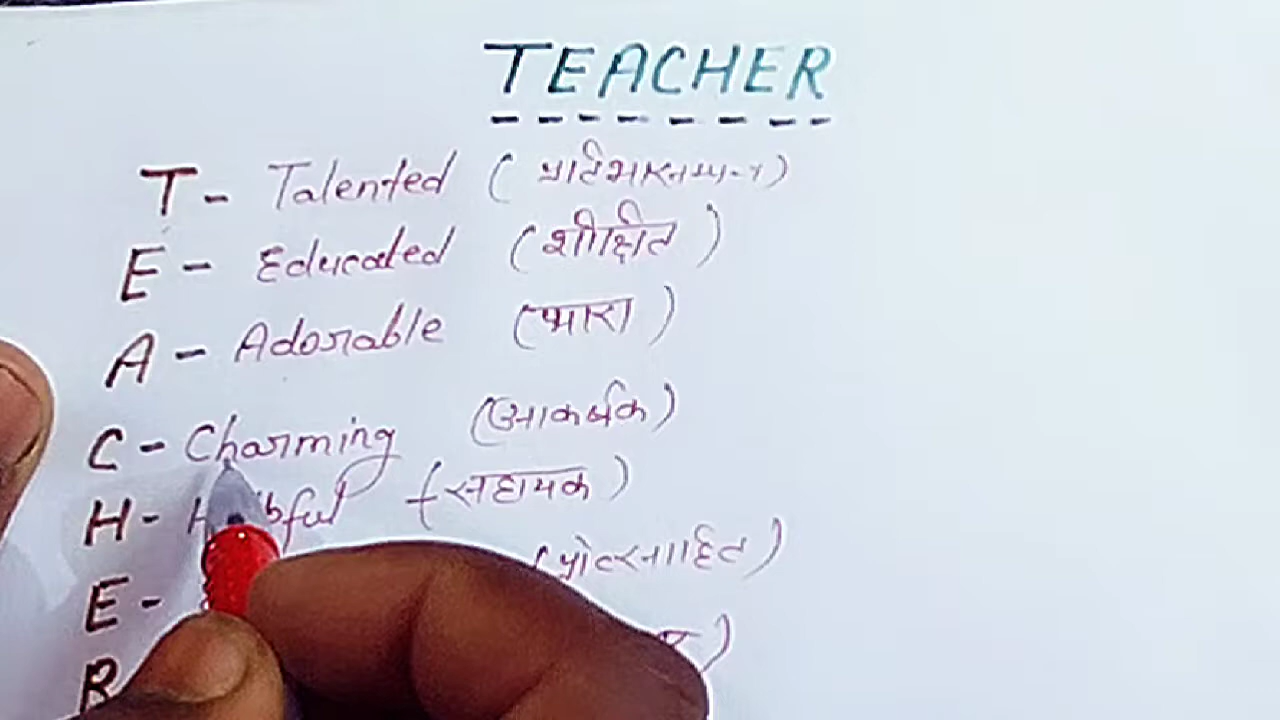 TEACHER
T - Talented (प्रतिभासम्पन्न)
E - Educated (शीक्षित)
A - Adorable (प्यारा)
C - Charming (आकर्षक)
H - (सहायक)
E - (प्रोत्साहित)
R